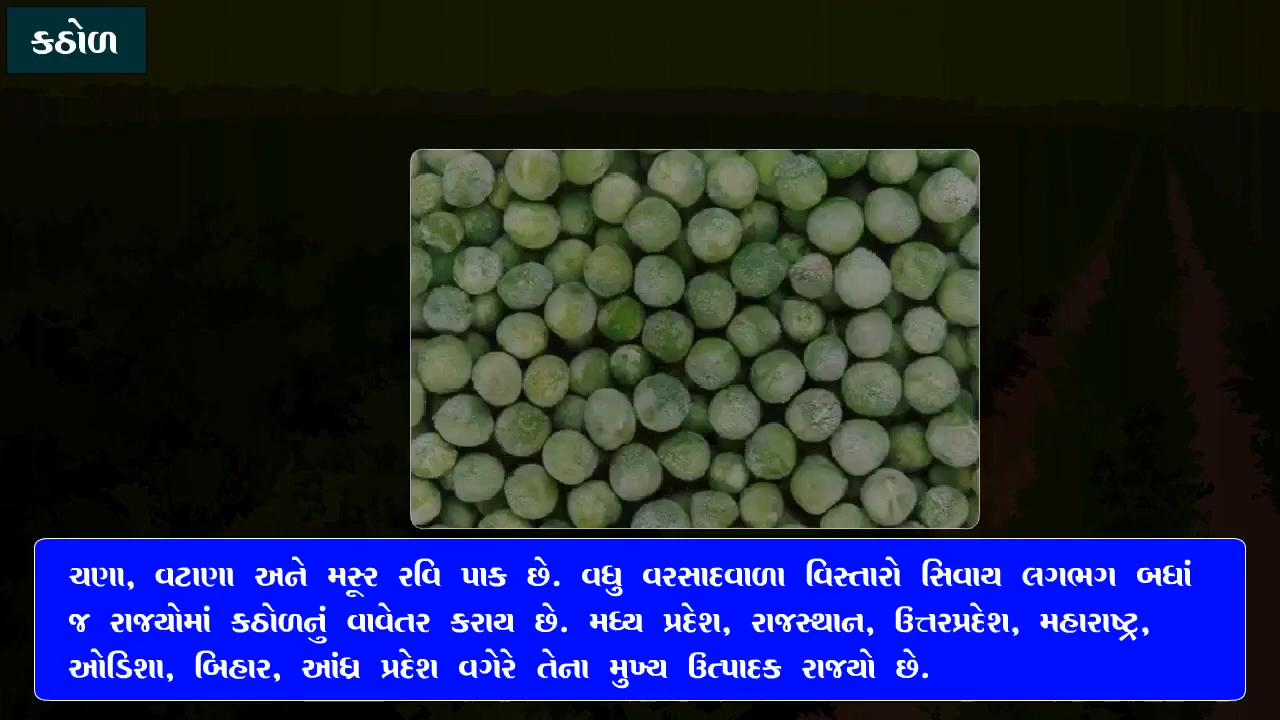 કઠોળ
ચણા, વટાણા અને મસૂર રવિ પાક છે. વધુ વરસાદવાળા વિસ્તારો સિવાય લગભગ બધાં
જ રાજ્યોમાં કઠોળનું વાવેતર કરાય છે. મધ્ય પ્રદેશ, રાજસ્થાન, ઉત્તરપ્રદેશ, મહારાષ્ટ્ર,
ઓડિશા, બિહાર, આંધ્ર પ્રદેશ વગેરે તેના મુખ્ય ઉત્પાદક રાજ્યો છે.